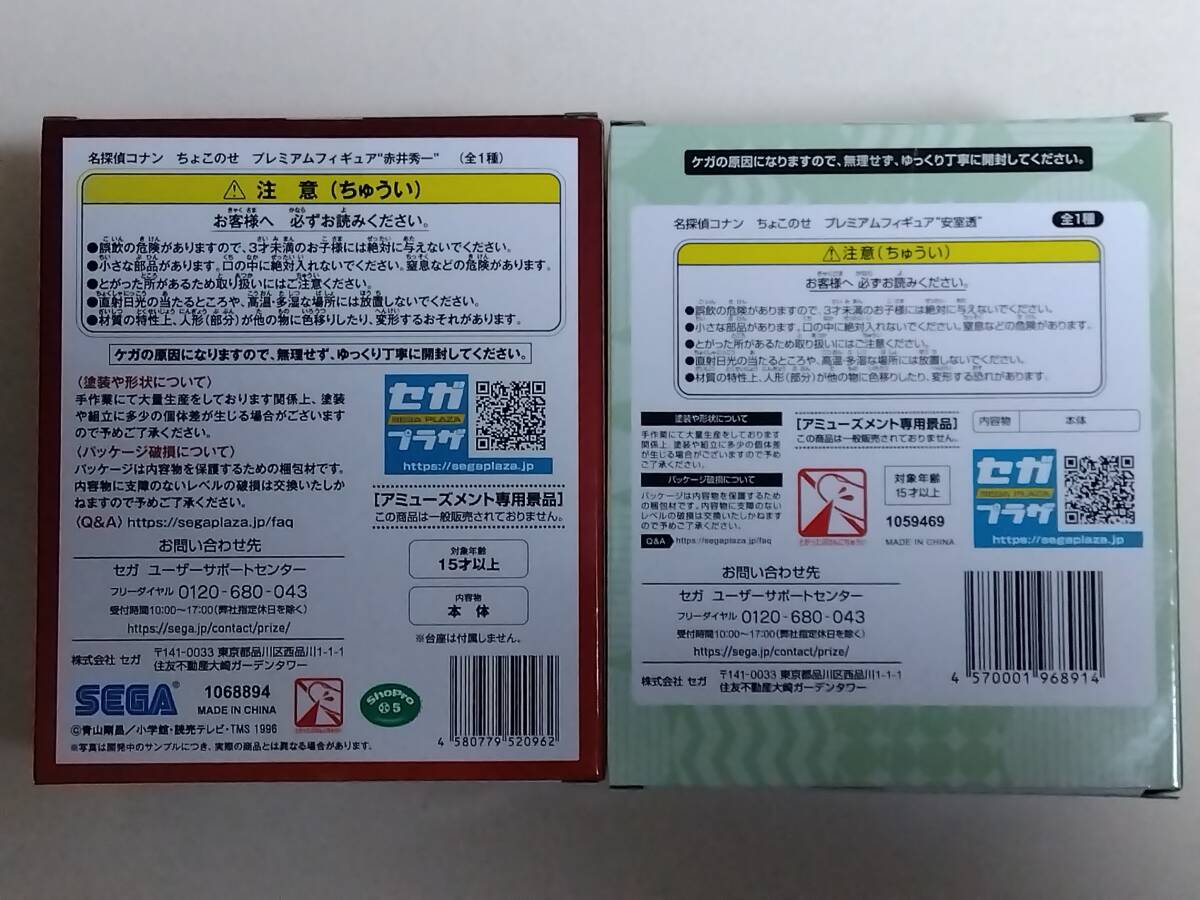 名探偵コナン ちょこのせ プレミアムフィギュア"赤井秀一" (全1種)
⚠ 注 意 (ちゅうい)
お客様へ 必ずお読みください。
●誤飲の危険がありますので、3才未満のお子様には絶対に与えないでください。
●小さな部品があります。口の中に絶対入れないでください。窒息などの危険があります。
●とがった所があるため取り扱いにはご注意ください。
●直射日光の当たるところや、高温・多湿な場所には放置しないでください。
●材質の特性上、人形(部分)が他の物に色移りしたり、変形するおそれがあります。
ケガの原因になりますので、無理せず、ゆっくり丁寧に開封してください。
〈塗装や形状について〉
手作業にて大量生産をしております関係上、塗装
や組立に多少の個体差が生じる場合がございます
ので予めご了承ください。
〈パッケージ破損について〉
パッケージは内容物を保護するための梱包材です。
内容物に支障のないレベルの破損は交換いたしか
ねますので予めご了承ください。
〈Q&A〉https://segaplaza.jp/faq
セガ
SEGA PLAZA
プラザ
https://segaplaza.jp
[アミューズメント専用景品]
この商品は一般販売されておりません。
お問い合わせ先
セガ ユーザーサポートセンター
フリーダイヤル 0120-680-043
受付時間10:00〜17:00(弊社指定休日を除く)
https://sega.jp/contact/prize/
対象年齢
15才以上
内容物
本 体
※台座は付属しません。
株式会社 セガ 〒141-0033 東京都品川区西品川1-1-1
住友不動産大崎ガーデンタワー
SEGA®
1068894
MADE IN CHINA
ShoPro
5
©青山剛昌/小学館・読売テレビ・TMS 1996
※写真は開発中のサンプルにつき、実際の商品とは異なる場合があります。
4 580779 520962
ケガの原因になりますので、無理せず、ゆっくり丁寧に開封してください。
名探偵コナン ちょこのせ プレミアムフィギュア"安室透" 全1種
⚠注意(ちゅうい)
お客様へ 必ずお読みください。
●誤飲の危険がありますので、3才未満のお子様には絶対に与えないでください。
●小さな部品があります。口の中に絶対入れないでください。窒息などの危険があります。
●とがった所があるため取り扱いにはご注意ください。
●直射日光の当たるところや、高温・多湿な場所には放置しないでください。
●材質の特性上、人形(部分)が他の物に色移りしたり、変形する恐れがあります。
塗装や形状について
手作業にて大量生産をしております
関係上、塗装や組立に多少の個体差
が生じる場合がございますので予め
ご了承ください。
パッケージ破損について
パッケージは内容物を保護するため
の梱包材です。内容物に支障のない
レベルの破損は交換いたしかねます
ので予めご了承ください。
Q&A https://segaplaza.jp/faq
[アミューズメント専用景品]
この商品は一般販売されておりません。
内容物 本体
対象年齢
15才以上
1059469
MADE IN CHINA
セガ
SEGA PLAZA
プラザ
https://segaplaza.jp
お問い合わせ先
セガ ユーザーサポートセンター
フリーダイヤル 0120-680-043
受付時間10:00〜17:00(弊社指定休日を除く)
https://sega.jp/contact/prize/
株式会社 セガ 〒141-0033 東京都品川区西品川1-1-1
住友不動産大崎ガーデンタワー
4 570001 968914